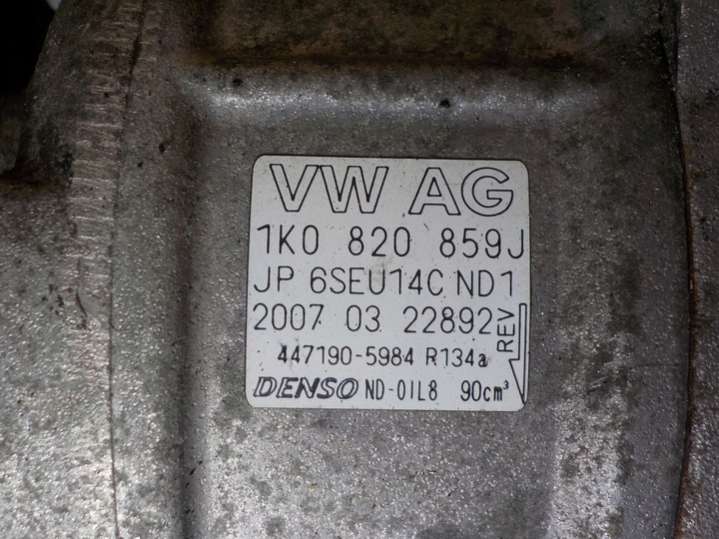 VW AG
1K0 820 859J
JP 6SEU14C ND1
2007 03 22892
REV
447190-5984 R134a
DENSO ND-OIL8 90cm³